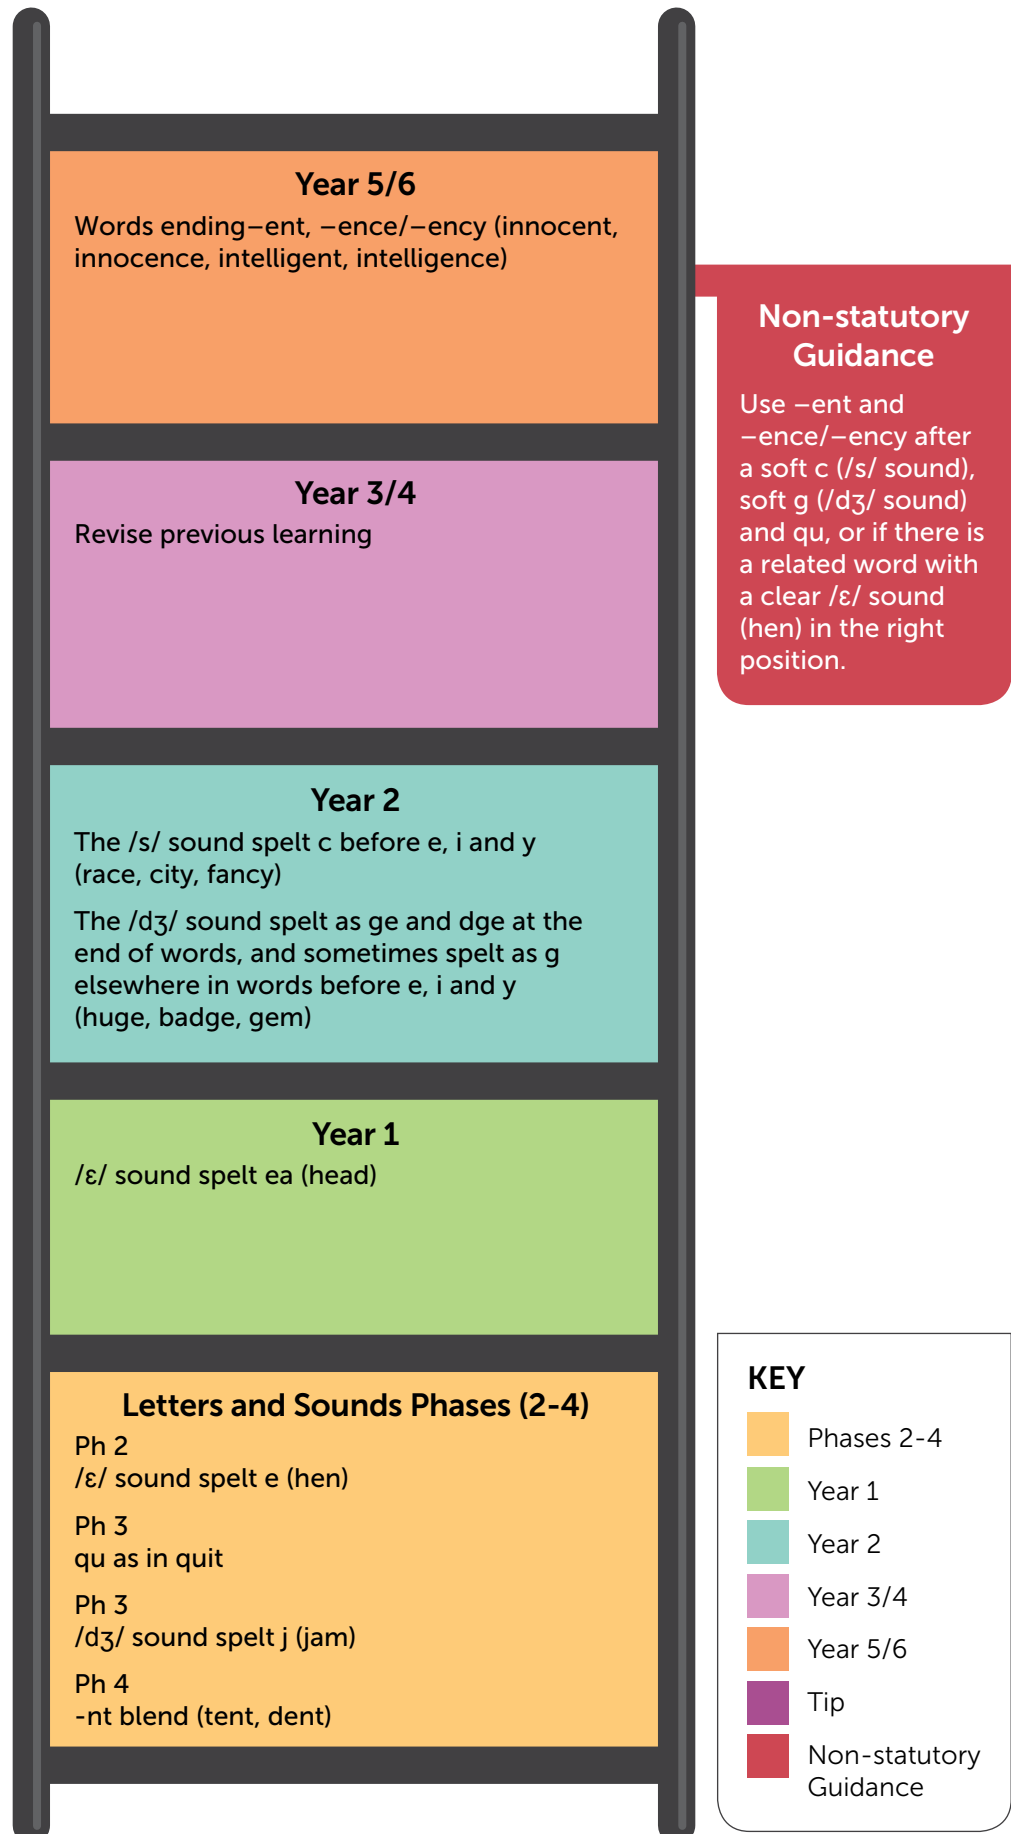 Year 5/6
Words ending–ent, –ence/–ency (innocent,
innocence, intelligent, intelligence)
Non-statutory
Guidance
Use –ent and
–ence/–ency after
a soft c (/s/ sound),
soft g (/dʒ/ sound)
and qu, or if there is
a related word with
a clear /ɛ/ sound
(hen) in the right
position.
Year 3/4
Revise previous learning
Year 2
The /s/ sound spelt c before e, i and y
(race, city, fancy)
The /dʒ/ sound spelt as ge and dge at the
end of words, and sometimes spelt as g
elsewhere in words before e, i and y
(huge, badge, gem)
Year 1
/ɛ/ sound spelt ea (head)
Letters and Sounds Phases (2-4)
Ph 2
/ɛ/ sound spelt e (hen)
Ph 3
qu as in quit
Ph 3
/dʒ/ sound spelt j (jam)
Ph 4
-nt blend (tent, dent)
KEY
Phases 2-4
Year 1
Year 2
Year 3/4
Year 5/6
Tip
Non-statutory
Guidance